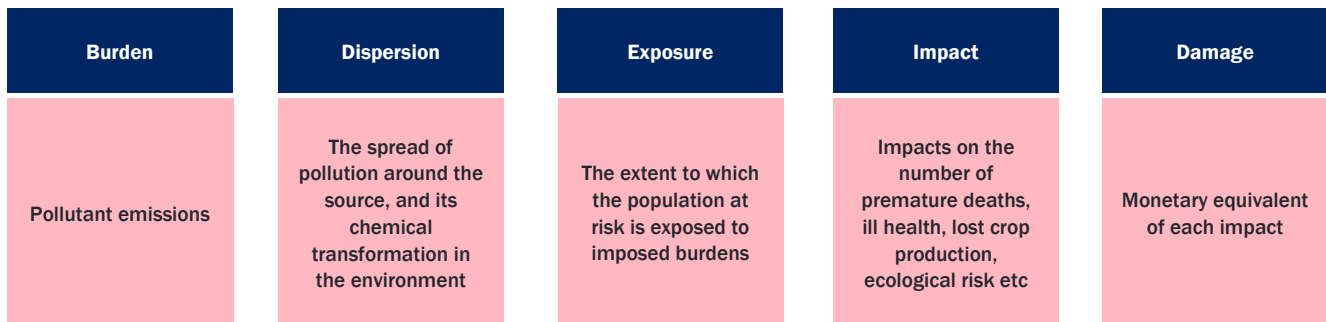 Burden
Pollutant emissions
Dispersion
The spread of
pollution around the
source, and its
chemical
transformation in
the environment
Exposure
The extent to which
the population at
risk is exposed to
imposed burdens
Impact
Impacts on the
number of
premature deaths,
ill health, lost crop
production,
ecological risk etc
Damage
Monetary equivalent
of each impact